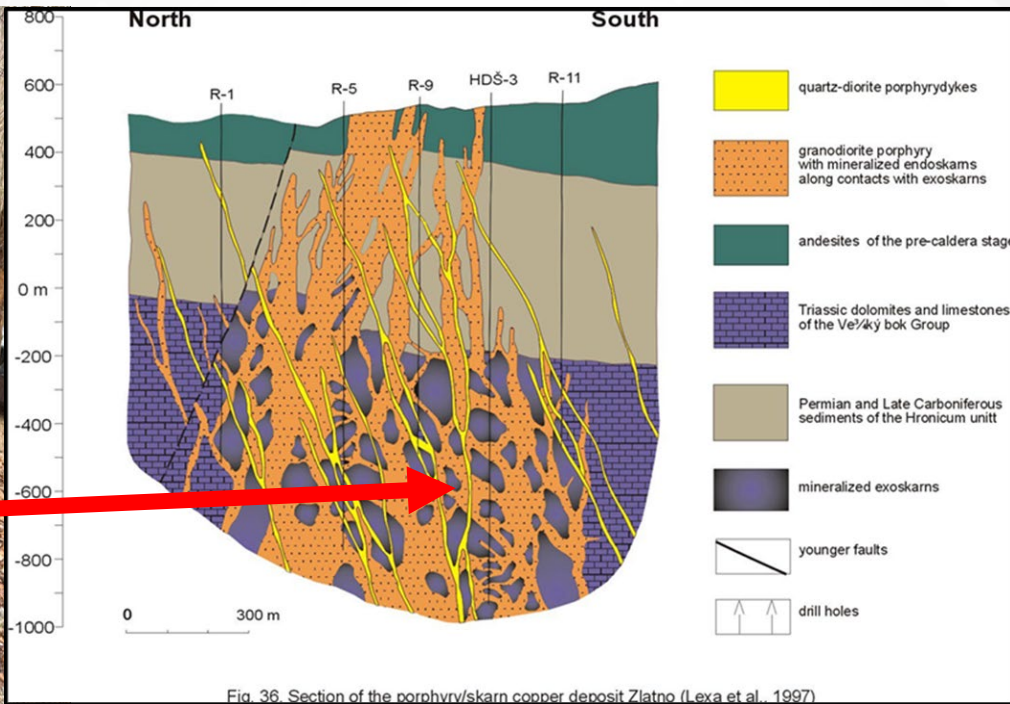 North
South
800
600
400
200
0 m
-200
-400
-600
-800
-1000
R-1
R-5
R-9
HDŠ-3
R-11
0
300 m
quartz-diorite porphyrydykes
granodiorite porphyry
with mineralized endoskarns
along contacts with exoskarns
andesites of the pre-caldera stage
Triassic dolomites and limestones
of the Ve¾ký bok Group
Permian and Late Carboniferous
sediments of the Hronicum unitt
mineralized exoskarns
younger faults
drill holes
Fig. 36. Section of the porphyry/skarn copper deposit Zlatno (Lexa et al., 1997)